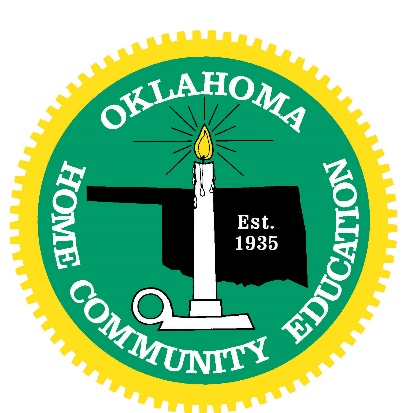 OKLAHOMA
HOME COMMUNITY EDUCATION
Est.
1935